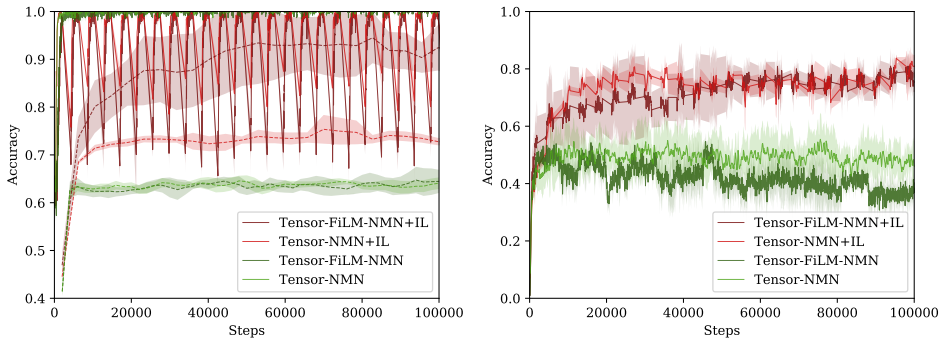 1.0
0.9
0.8
0.7
0.6
0.5
0.4
Accuracy
0
20000
40000
60000
80000
100000
Steps
Tensor-FiLM-NMN+IL
Tensor-NMN+IL
Tensor-FiLM-NMN
Tensor-NMN
1.0
0.8
0.6
0.4
0.2
0.0
Accuracy
0
20000
40000
60000
80000
100000
Steps
Tensor-FiLM-NMN+IL
Tensor-NMN+IL
Tensor-FiLM-NMN
Tensor-NMN